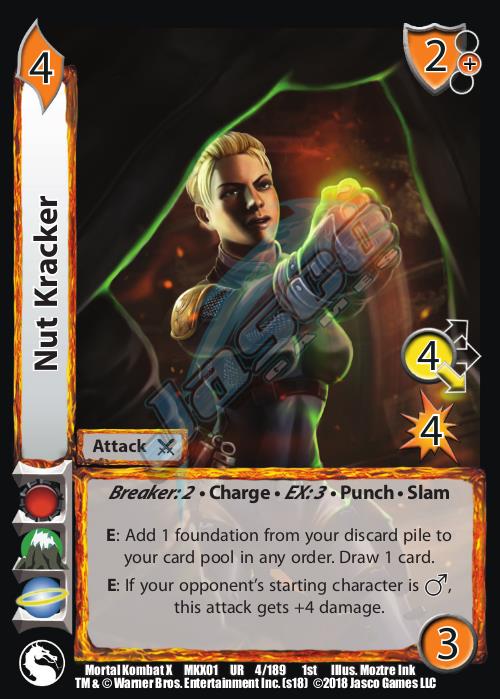 4
2
+
Nut Kracker
4
4
Attack
Breaker: 2 • Charge • EX: 3 • Punch • Slam
E: Add 1 foundation from your discard pile to
your card pool in any order. Draw 1 card.
E: If your opponent's starting character is ♂,
this attack gets +4 damage.
3
Mortal Kombat X MKX01 UR 4/189 1st Illus. Moztre Ink
TM & © Warner Bros. Entertainment Inc. (s18) ©2018 Jasco Games LLC
Jasco
GAMES